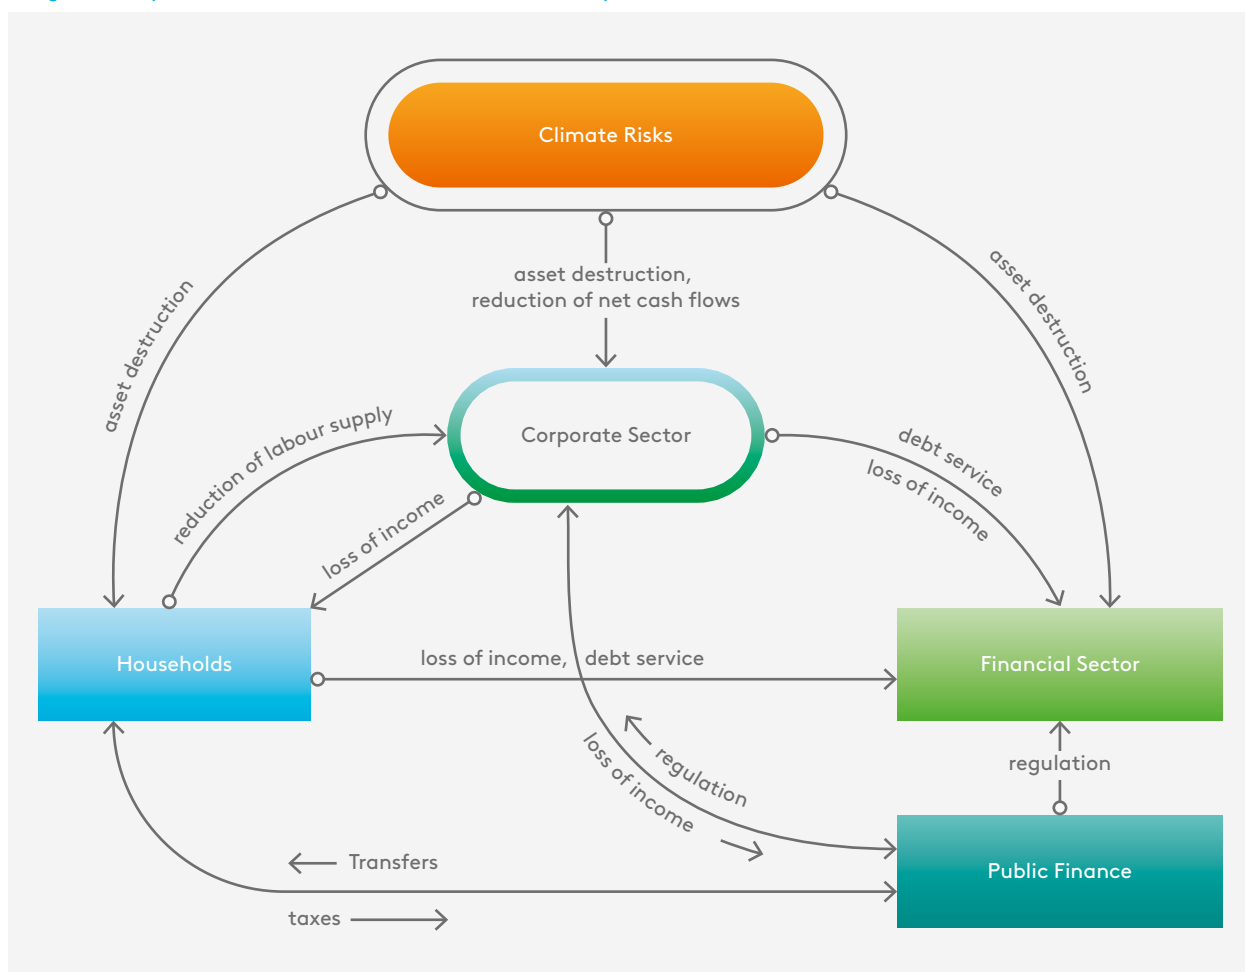 Climate Risks
asset destruction
asset destruction,
reduction of net cash flows
asset destruction
reduction of labour supply
Corporate Sector
debt service
loss of income
loss of income
Households
loss of income, debt service
Financial Sector
regulation
loss of income
regulation
Public Finance
Transfers
taxes